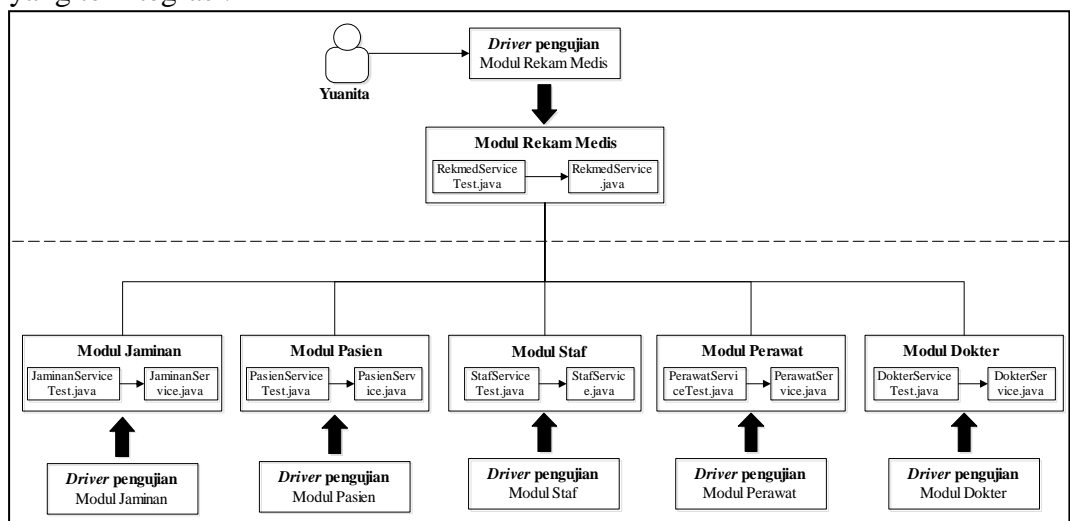 Driver pengujian
Modul Rekam Medis
Yuanita
Modul Rekam Medis
RekmedService
Test.java
RekmedService
.java
Modul Jaminan
JaminanService
Test.java
JaminanSer
vice.java
Modul Pasien
PasienService
Test.java
PasienServ
ice.java
Modul Staf
StafService
Test.java
StafServic
e.java
Modul Perawat
PerawatServi
ceTest.java
PerawatSer
vice.java
Modul Dokter
DokterService
Test.java
DokterSer
vice.java
Driver pengujian
Modul Jaminan
Driver pengujian
Modul Pasien
Driver pengujian
Modul Staf
Driver pengujian
Modul Perawat
Driver pengujian
Modul Dokter